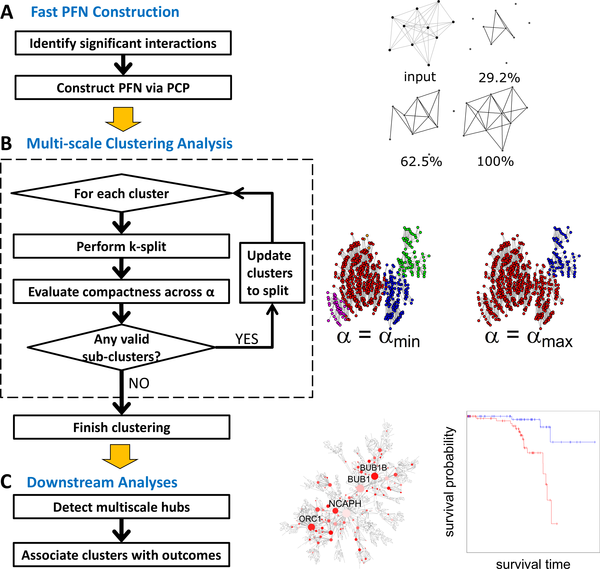 A Fast PFN Construction
Identify significant interactions
Construct PFN via PCP
input 29.2%
62.5% 100%
B Multi-scale Clustering Analysis
For each cluster
Perform k-split
Evaluate compactness across α
Any valid
sub-clusters?
YES
Update
clusters
to split
NO
Finish clustering
α = αmin
α = αmax
C Downstream Analyses
Detect multiscale hubs
Associate clusters with outcomes
BUB1B
BUB1
NCAPH
ORC1
survival probability
survival time